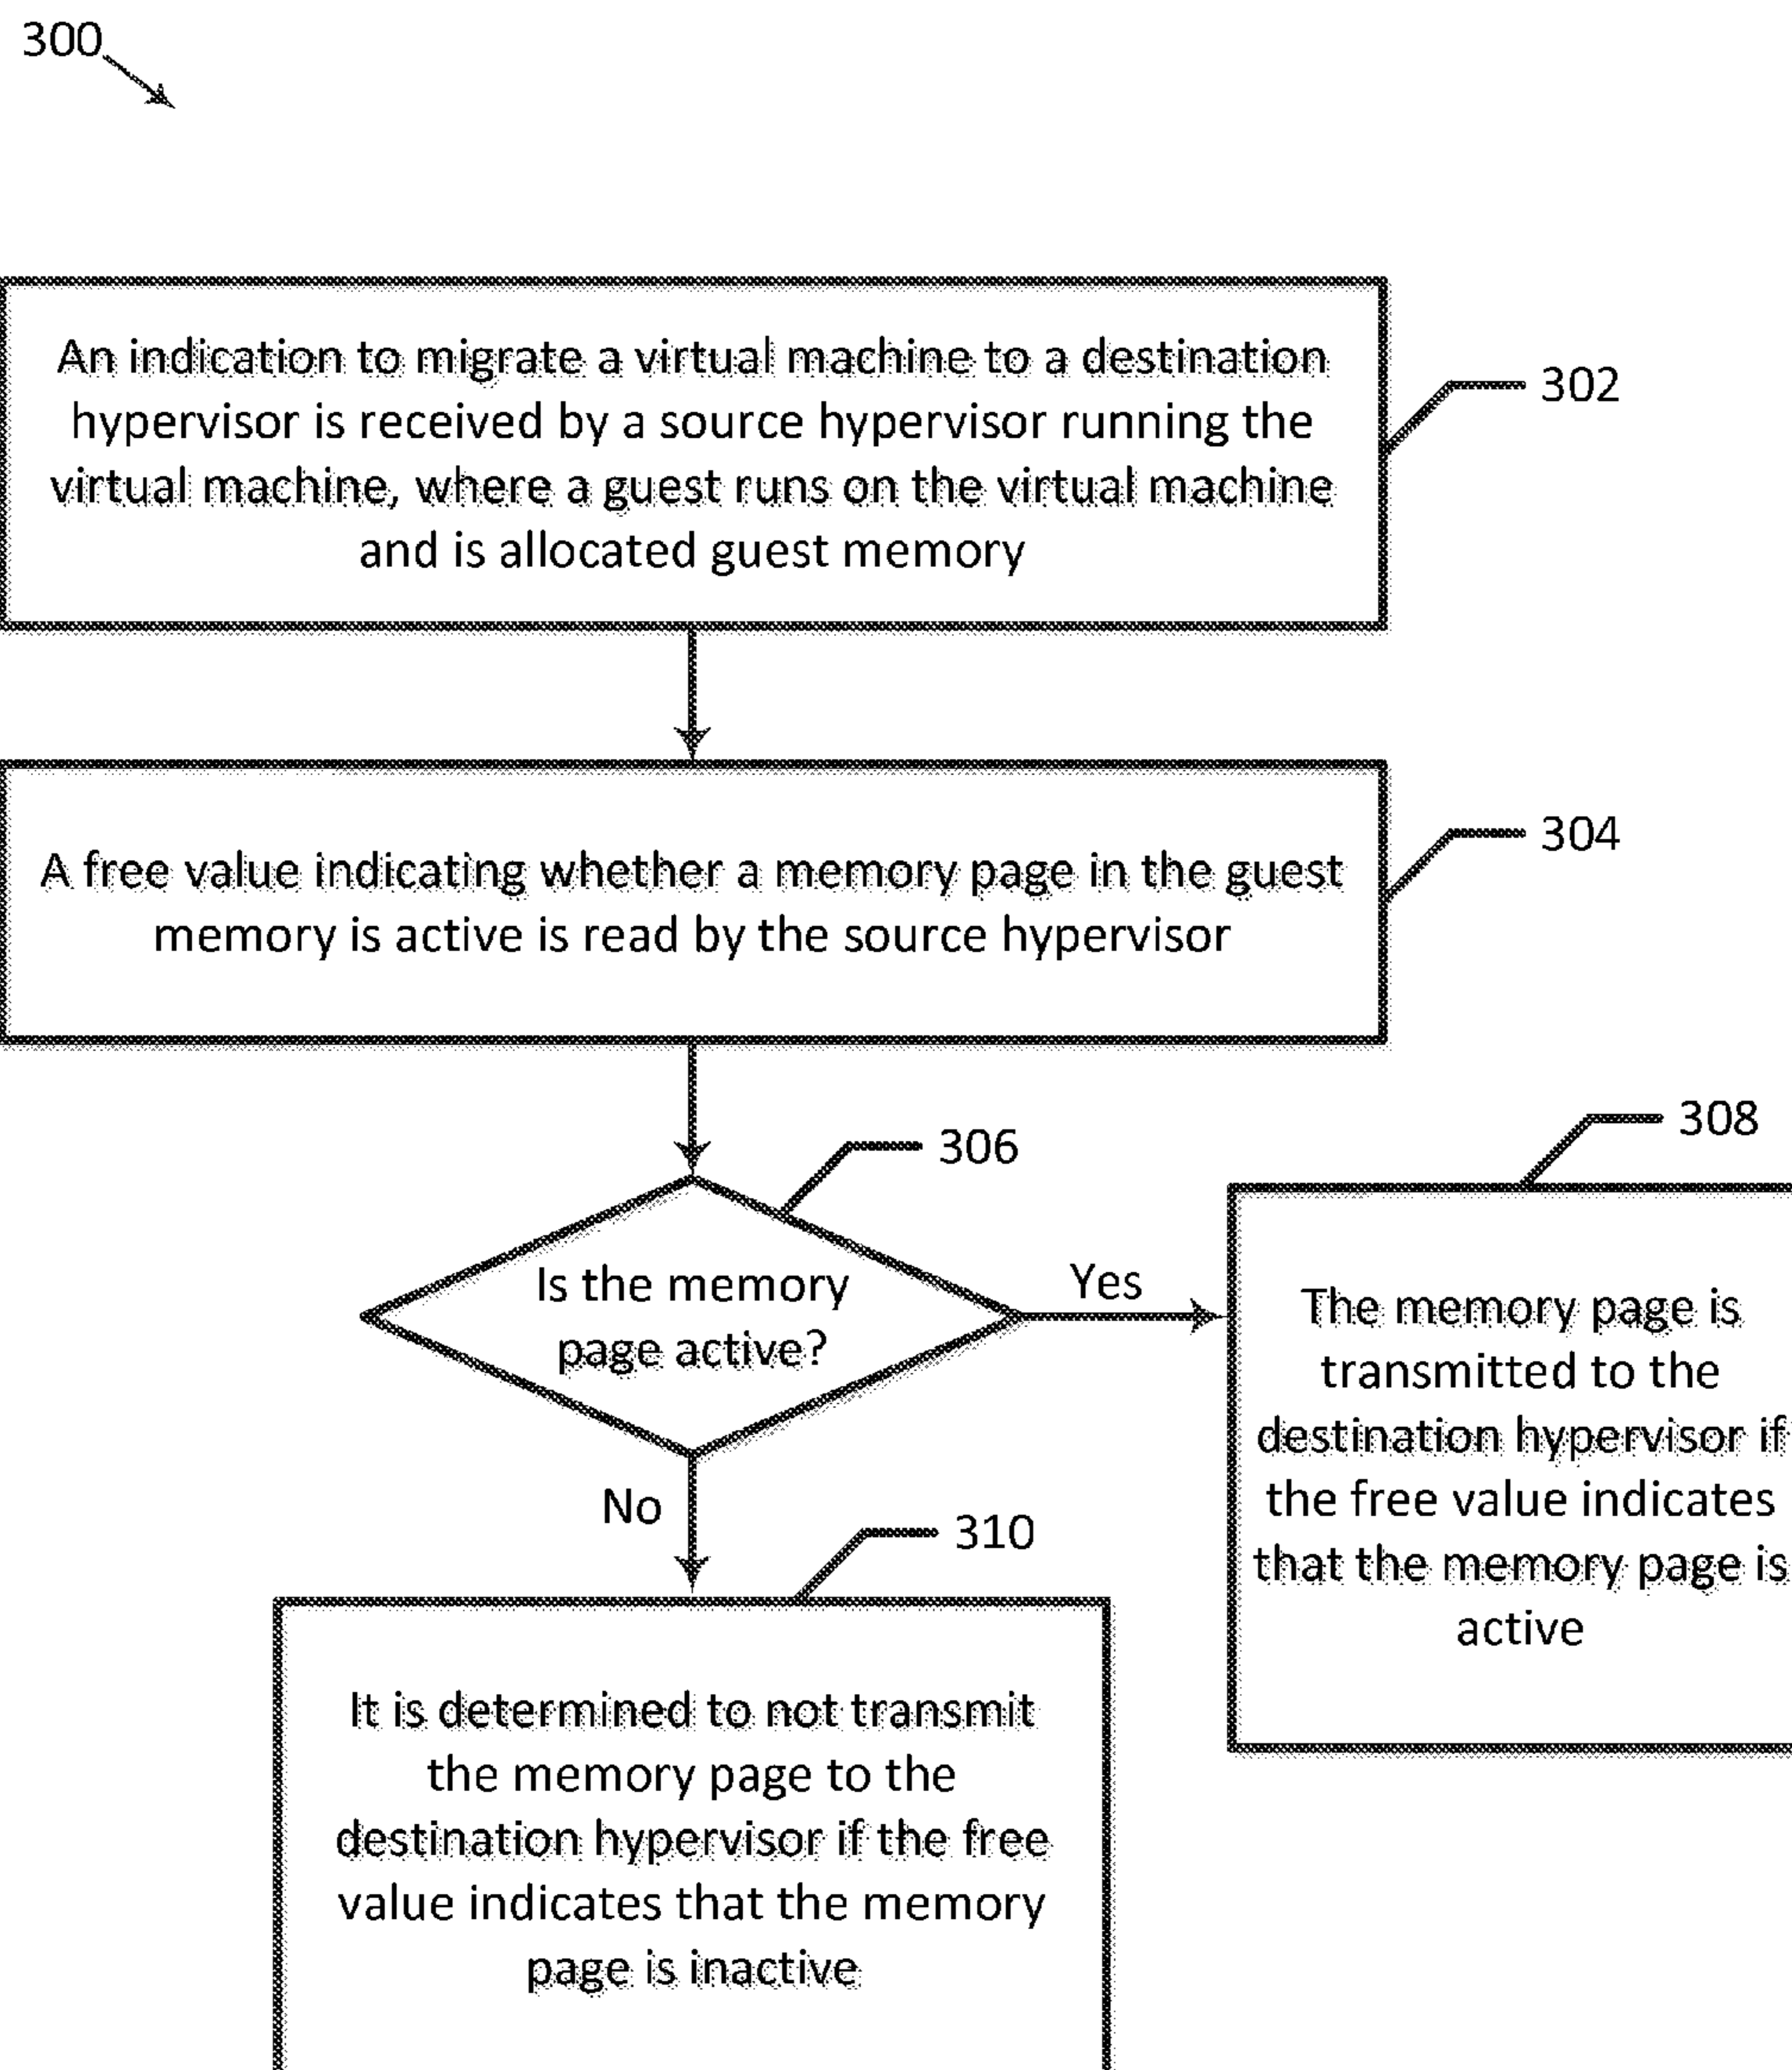 300
An indication to migrate a virtual machine to a destination
hypervisor is received by a source hypervisor running the
virtual machine, where a guest runs on the virtual machine
and is allocated guest memory
302
A free value indicating whether a memory page in the guest
memory is active is read by the source hypervisor
304
306
Is the memory
page active?
Yes
308
The memory page is
transmitted to the
destination hypervisor if
the free value indicates
that the memory page is
active
No
310
It is determined to not transmit
the memory page to the
destination hypervisor if the free
value indicates that the memory
page is inactive